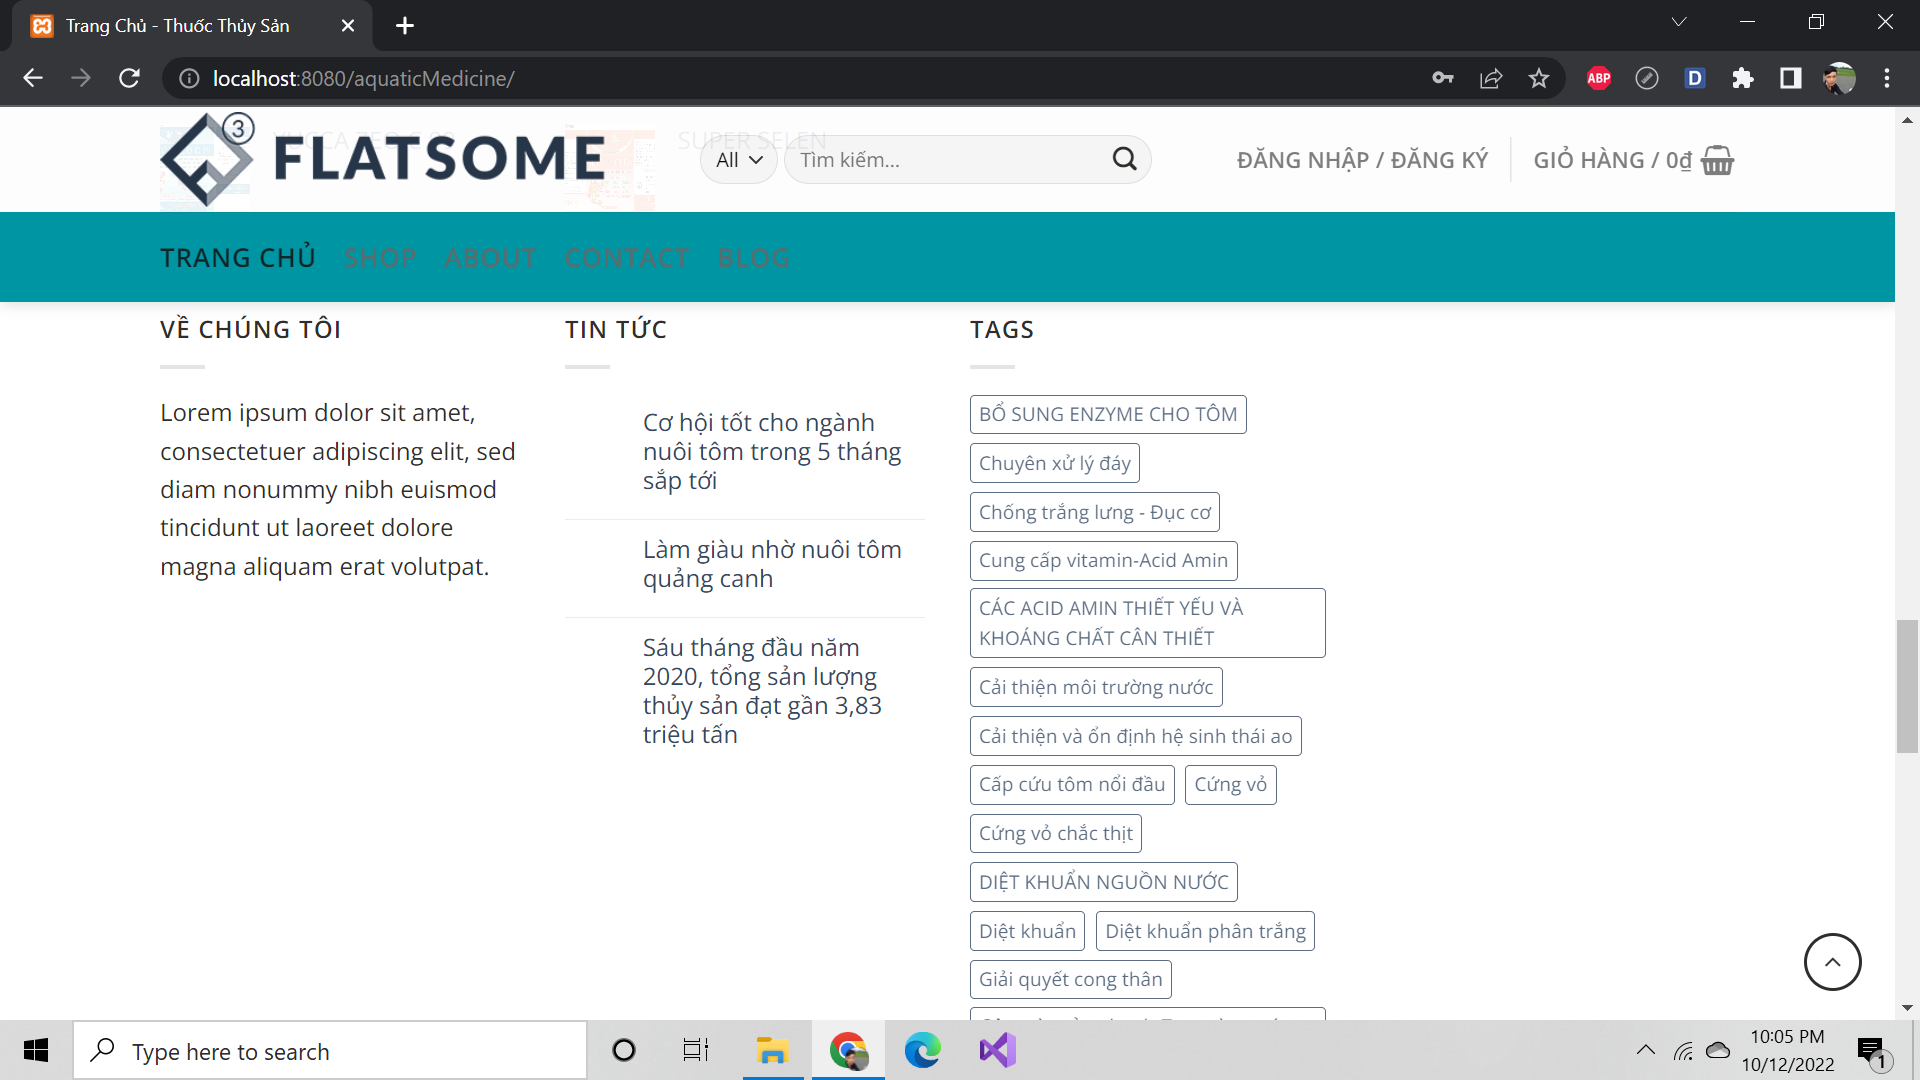 Trang Chủ - Thuốc Thủy Sản
localhost:8080/aquaticMedicine/
ABP
D
YUCCA ZEO C 90
SUPER SELEN
3
FLATSOME
All
Tìm kiếm...
ĐĂNG NHẬP / ĐĂNG KÝ
GIỎ HÀNG / 0₫
TRANG CHỦ SHOP ABOUT CONTACT BLOG
VỀ CHÚNG TÔI
Lorem ipsum dolor sit amet,
consectetuer adipiscing elit, sed
diam nonummy nibh euismod
tincidunt ut laoreet dolore
magna aliquam erat volutpat.
TIN TỨC
Cơ hội tốt cho ngành
nuôi tôm trong 5 tháng
sắp tới
Làm giàu nhờ nuôi tôm
quảng canh
Sáu tháng đầu năm
2020, tổng sản lượng
thủy sản đạt gần 3,83
triệu tấn
TAGS
BỔ SUNG ENZYME CHO TÔM
Chuyên xử lý đáy
Chống trắng lưng - Đục cơ
Cung cấp vitamin-Acid Amin
CÁC ACID AMIN THIẾT YẾU VÀ
KHOÁNG CHẤT CÂN THIẾT
Cải thiện môi trường nước
Cải thiện và ổn định hệ sinh thái ao
Cấp cứu tôm nổi đầu Cứng vỏ
Cứng vỏ chắc thịt
DIỆT KHUẨN NGUỒN NƯỚC
Diệt khuẩn Diệt khuẩn phân trắng
Giải quyết cong thân
Type here to search
10:05 PM
10/12/2022
1